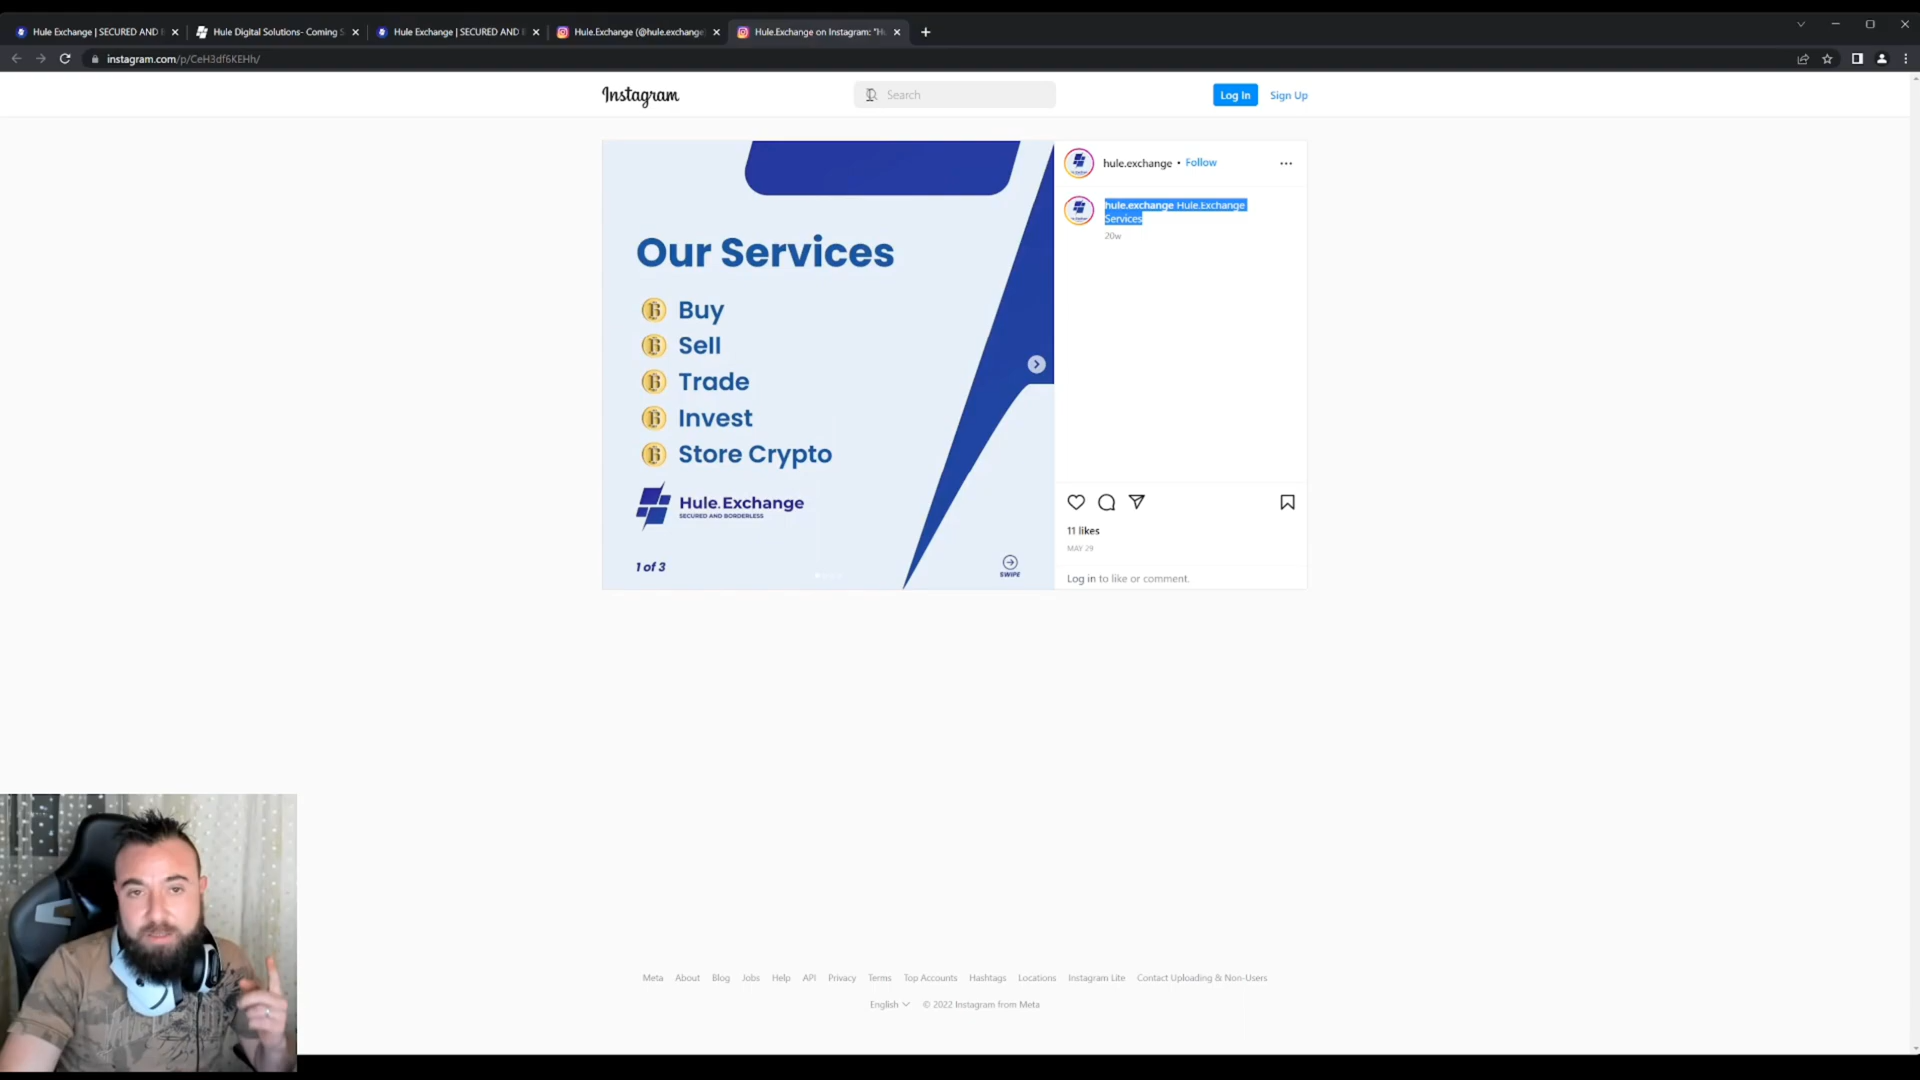 Hule Exchange | SECURED AND
Hule Digital Solutions- Coming
Hule Exchange | SECURED AND
Hule.Exchange (@hule.exchange
Hule.Exchange on Instagram: "Hu
instagram.com/p/CeH3df6KEHh/
Instagram
Search
Log In
Sign Up
Our Services
Buy
Sell
Trade
Invest
Store Crypto
Hule.Exchange
SECURED AND BORDERLESS
1 of 3
SWIPE
hule.exchange • Follow
hule.exchange Hule.Exchange
Services
20w
11 likes
MAY 29
Log in to like or comment.
Meta About Blog Jobs Help API Privacy Terms Top Accounts Hashtags Locations Instagram Lite Contact Uploading & Non-Users
English © 2022 Instagram from Meta